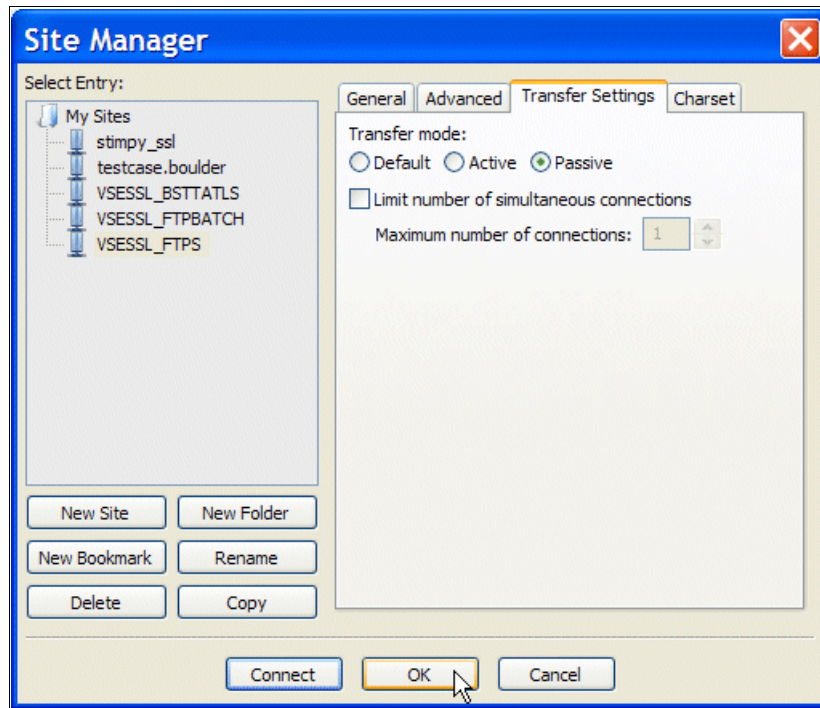 Site Manager
Select Entry:
My Sites
stimpy_ssl
testcase.boulder
VSESSL_BSTTATLS
VSESSL_FTPBATCH
VSESSL_FTPS
New Site New Folder
New Bookmark Rename
Delete Copy
General Advanced Transfer Settings Charset
Transfer mode:
Default Active Passive
Limit number of simultaneous connections
Maximum number of connections: 1
Connect OK Cancel